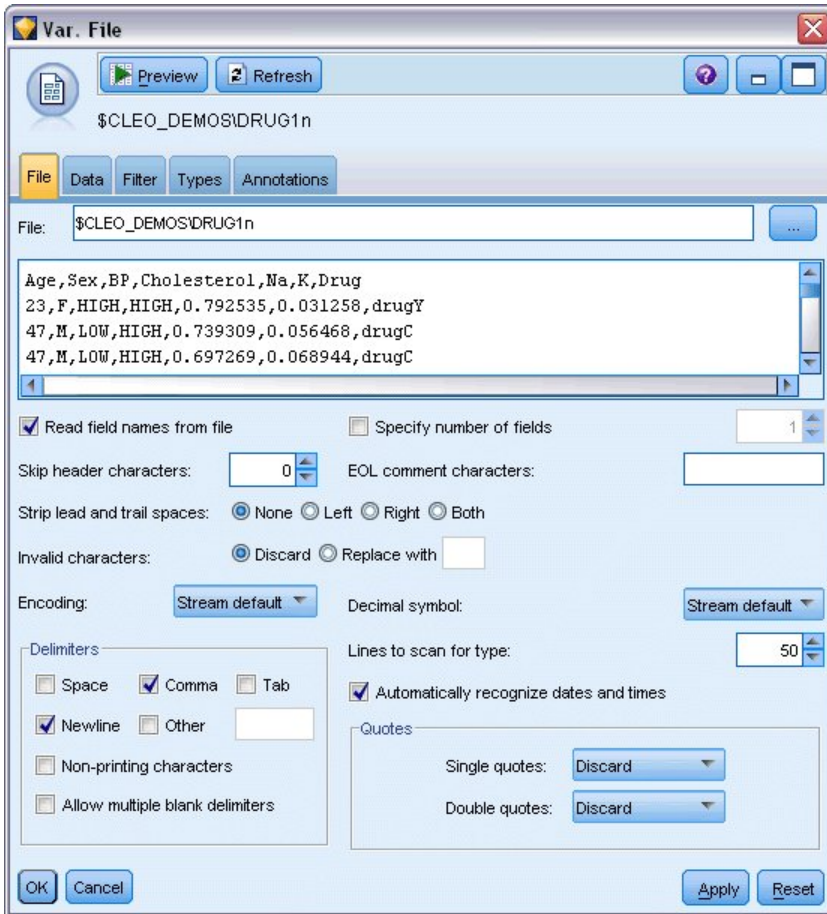 Var. File
Preview Refresh
$CLEO_DEMOS\DRUG1n
File Data Filter Types Annotations
File: $CLEO_DEMOS\DRUG1n ...
Age,Sex,BP,Cholesterol,Na,K,Drug
23,F,HIGH,HIGH,0.792535,0.031258,drugY
47,M,LOW,HIGH,0.739309,0.056468,drugC
47,M,LOW,HIGH,0.697269,0.068944,drugC
Read field names from file Specify number of fields 1
Skip header characters: 0 EOL comment characters:
Strip lead and trail spaces: None Left Right Both
Invalid characters: Discard Replace with
Encoding: Stream default Decimal symbol: Stream default
Delimiters Lines to scan for type: 50
Space Comma Tab Automatically recognize dates and times
Newline Other Quotes
Non-printing characters Single quotes: Discard
Allow multiple blank delimiters Double quotes: Discard
OK Cancel Apply Reset